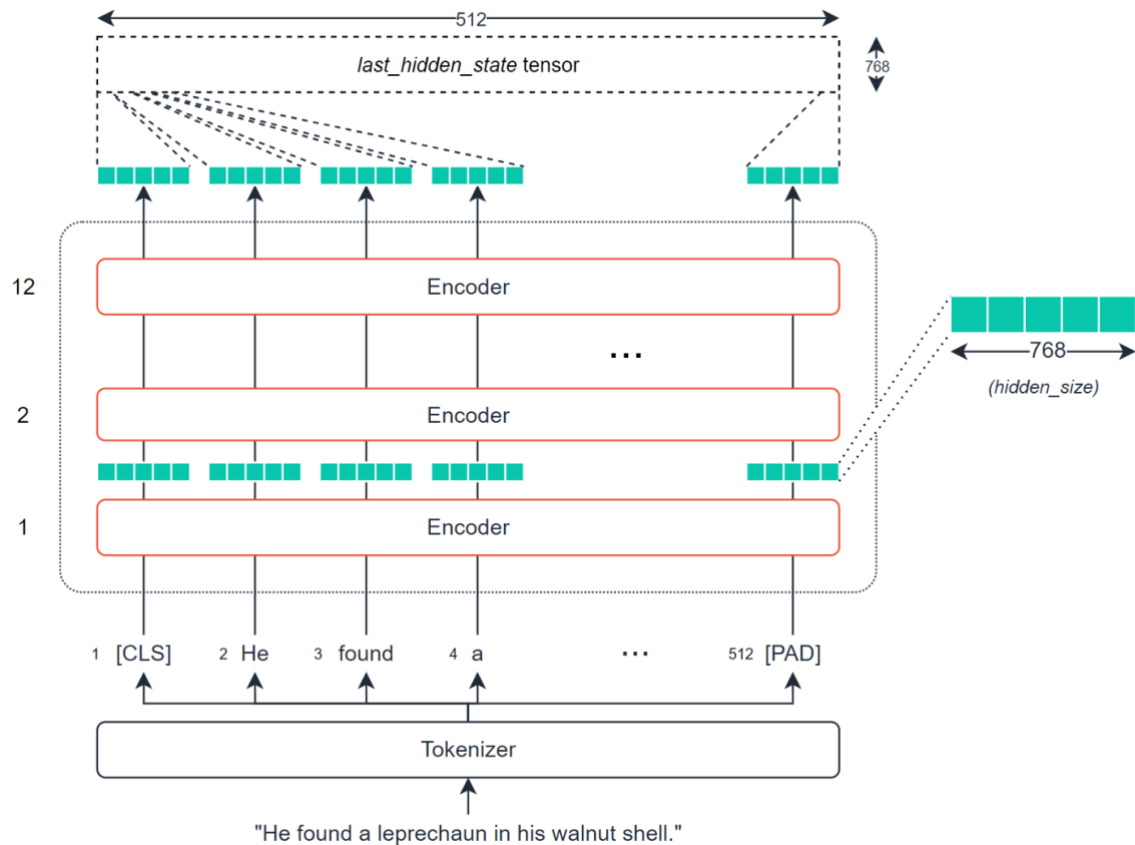 512
last_hidden_state tensor
768
12
Encoder
...
2
Encoder
768
(hidden_size)
1
Encoder
1 [CLS] 2 He 3 found 4 a ... 512 [PAD]
Tokenizer
"He found a leprechaun in his walnut shell."